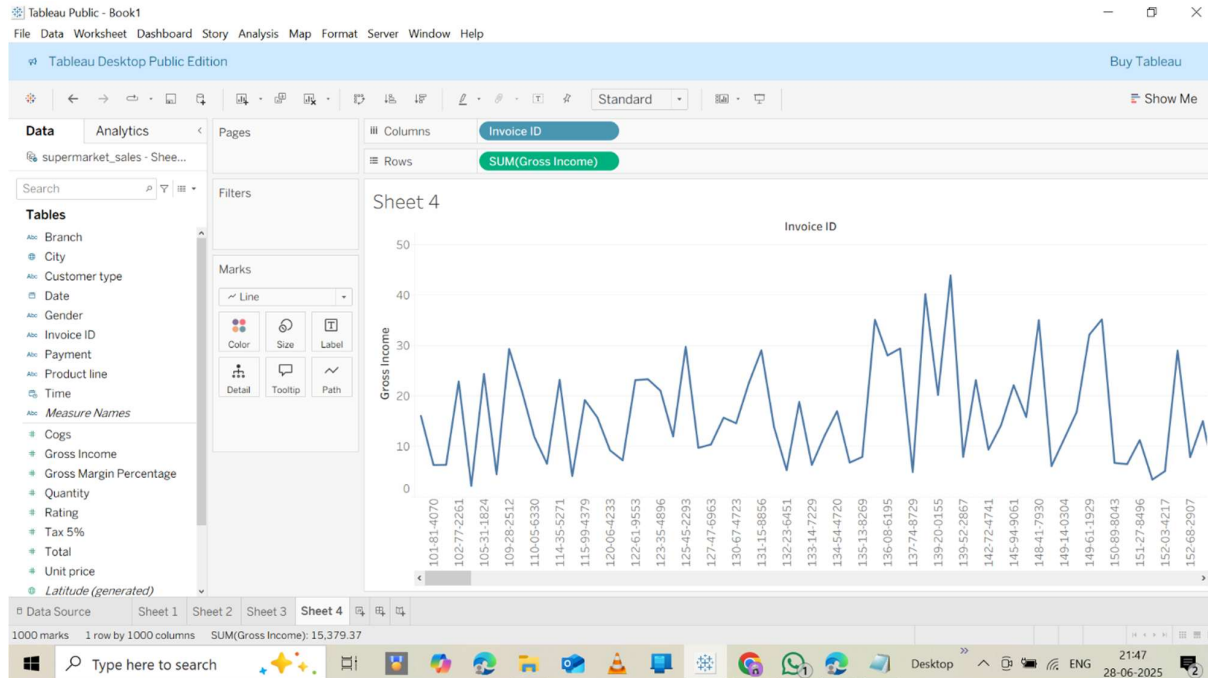 Tableau Public - Book1
File Data Worksheet Dashboard Story Analysis Map Format Server Window Help
Tableau Desktop Public Edition
Buy Tableau
Standard
Show Me
Data
Analytics
supermarket_sales - Shee...
Search
Tables
Abc Branch
City
Abc Customer type
Date
Abc Gender
Abc Invoice ID
Abc Payment
Abc Product line
Time
Abc Measure Names
Cogs
Gross Income
Gross Margin Percentage
Quantity
Rating
Tax 5%
Total
Unit price
Latitude (generated)
Pages
Filters
Marks
Line
Color
Size
Label
Detail
Tooltip
Path
Columns
Invoice ID
Rows
SUM(Gross Income)
Sheet 4
Invoice ID
50
40
30
20
10
0
Gross Income
101-81-4070
102-77-2261
105-31-1824
109-28-2512
110-05-6330
114-35-5271
115-99-4379
120-06-4233
122-61-9553
123-35-4896
125-45-2293
127-47-6963
130-67-4723
131-15-8856
132-23-6451
133-14-7229
134-54-4720
135-13-8269
136-08-6195
137-74-8729
139-20-0155
139-52-2867
142-72-4741
145-94-9061
148-41-7930
149-14-0304
149-61-1929
150-89-8043
151-27-8496
152-03-4217
152-68-2907
Data Source
Sheet 1
Sheet 2
Sheet 3
Sheet 4
1000 marks 1 row by 1000 columns SUM(Gross Income): 15,379.37
Type here to search
Desktop
ENG
21:47
28-06-2025
1
2